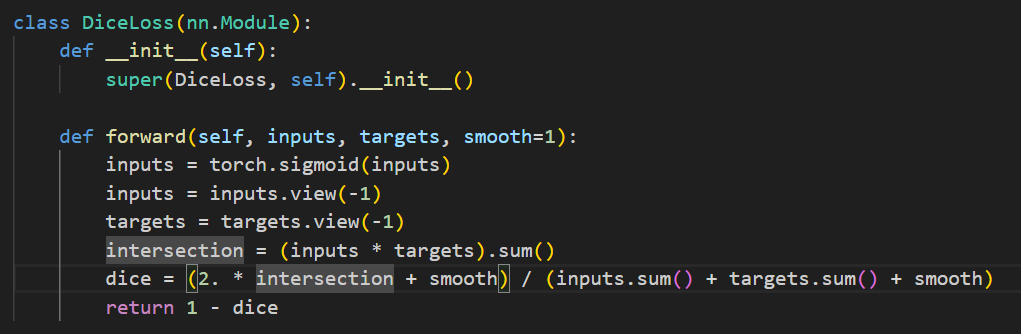 class DiceLoss(nn.Module):
    def __init__(self):
        super(DiceLoss, self).__init__()
    def forward(self, inputs, targets, smooth=1):
        inputs = torch.sigmoid(inputs)
        inputs = inputs.view(-1)
        targets = targets.view(-1)
        intersection = (inputs * targets).sum()
        dice = (2. * intersection + smooth) / (inputs.sum() + targets.sum() + smooth)
        return 1 - dice